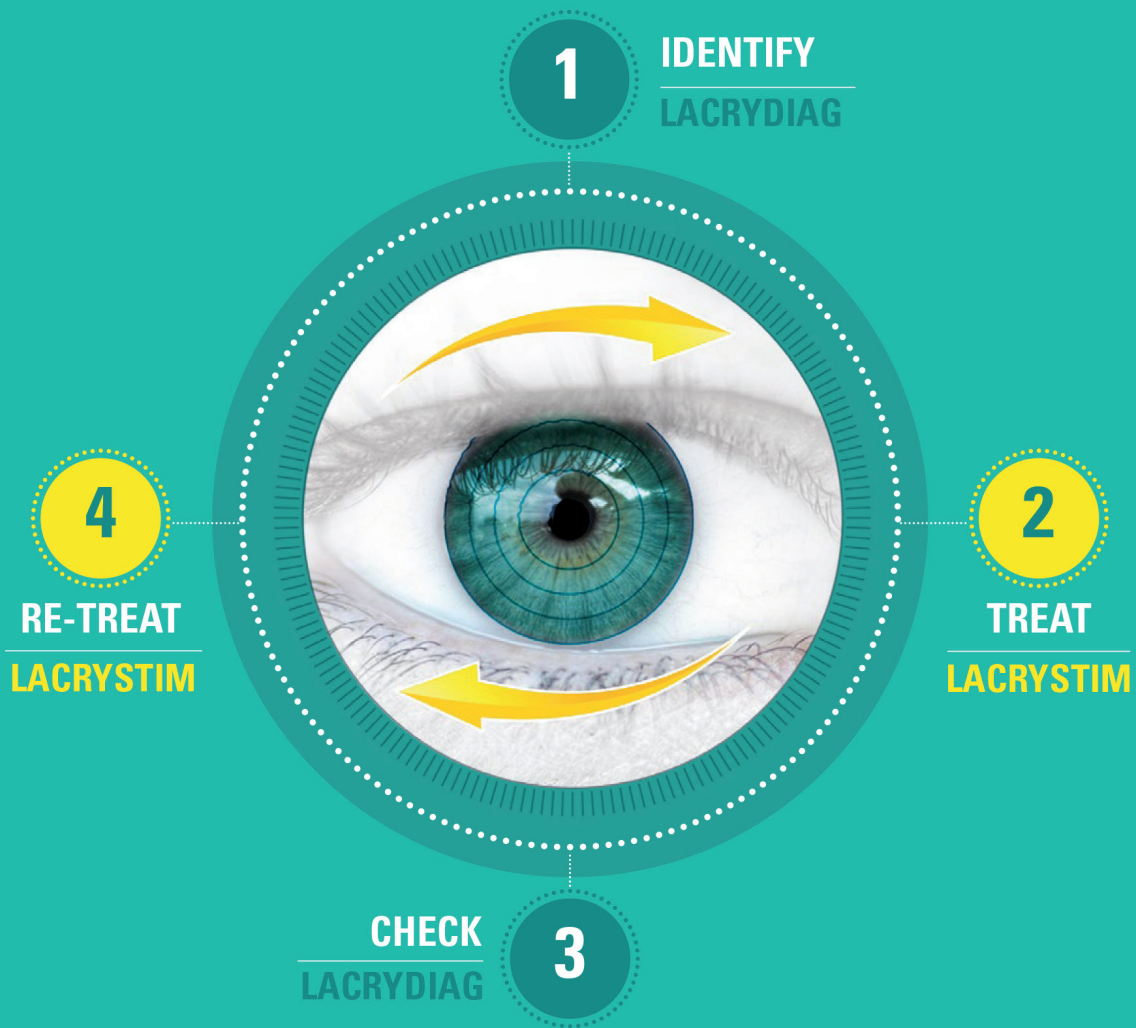 1
IDENTIFY
LACRYDIAG
2
TREAT
LACRYSTIM
3
CHECK
LACRYDIAG
4
RE-TREAT
LACRYSTIM